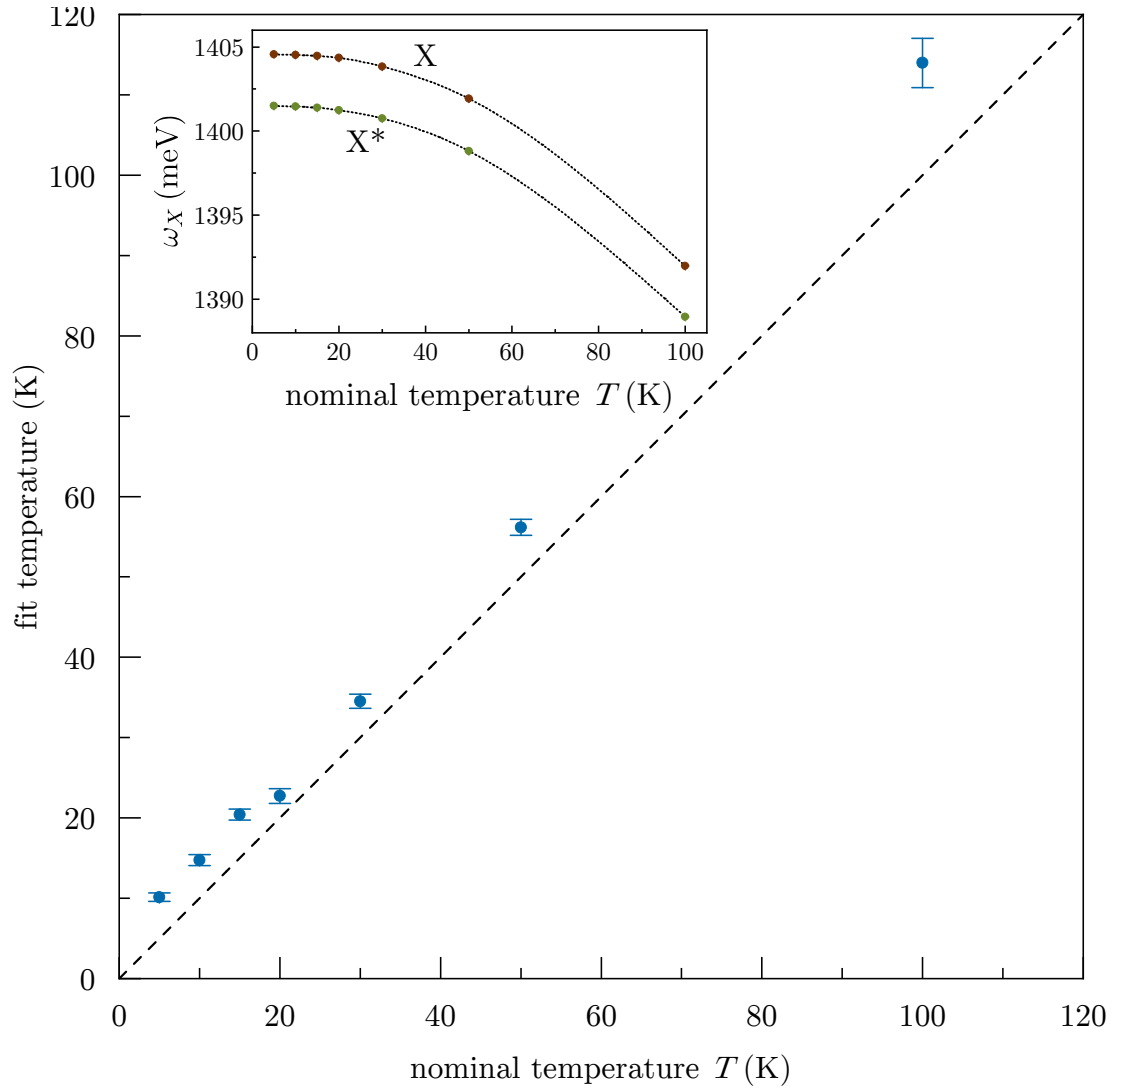 120
100
80
60
40
20
0
fit temperature (K)
0 20 40 60 80 100 120
nominal temperature T (K)
1405
1400
1395
1390
ω_X (meV)
X
X*
0 20 40 60 80 100
nominal temperature T (K)